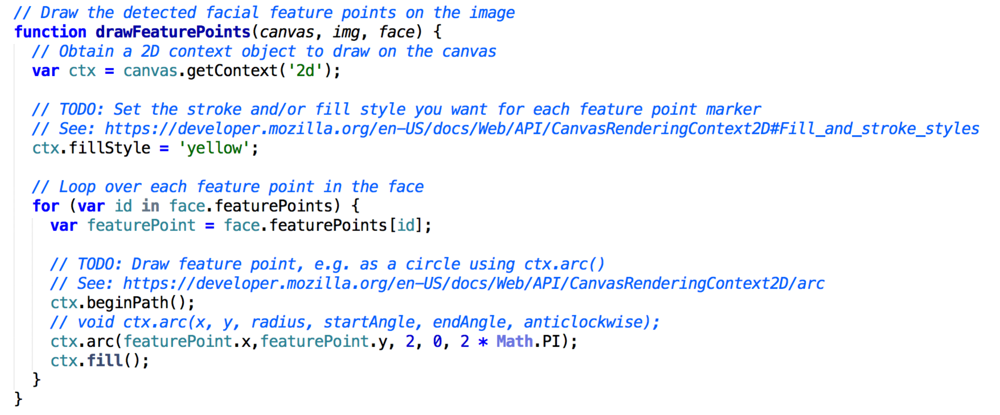 // Draw the detected facial feature points on the image
function drawFeaturePoints(canvas, img, face) {
// Obtain a 2D context object to draw on the canvas
var ctx = canvas.getContext('2d');
// TODO: Set the stroke and/or fill style you want for each feature point marker
// See: https://developer.mozilla.org/en-US/docs/Web/API/CanvasRenderingContext2D#Fill_and_stroke_styles
ctx.fillStyle = 'yellow';
// Loop over each feature point in the face
for (var id in face.featurePoints) {
var featurePoint = face.featurePoints[id];
// TODO: Draw feature point, e.g. as a circle using ctx.arc()
// See: https://developer.mozilla.org/en-US/docs/Web/API/CanvasRenderingContext2D/arc
ctx.beginPath();
// void ctx.arc(x, y, radius, startAngle, endAngle, anticlockwise);
ctx.arc(featurePoint.x,featurePoint.y, 2, 0, 2 * Math.PI);
ctx.fill();
}
}